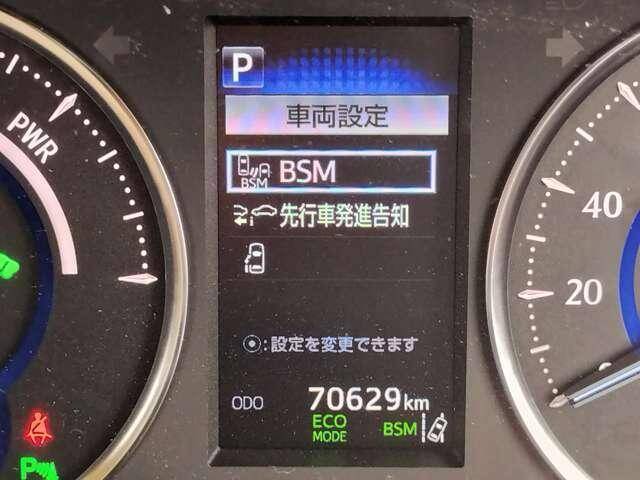 P
車両設定
PWR
BSM BSM
先行車発進告知
40
20
⦿:設定を変更できます
ODO 70629km
ECO
MODE
BSM
P